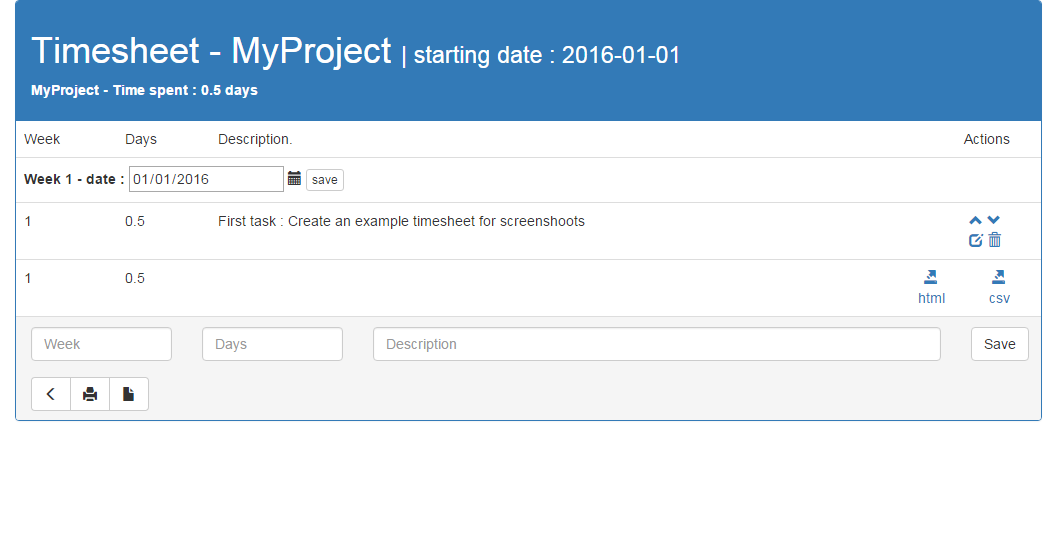 Timesheet - MyProject | starting date : 2016-01-01
MyProject - Time spent : 0.5 days
Week Days Description. Actions
Week 1 - date : 01/01/2016 save
1 0.5 First task : Create an example timesheet for screenshoots
1 0.5 html csv
Week Days Description Save